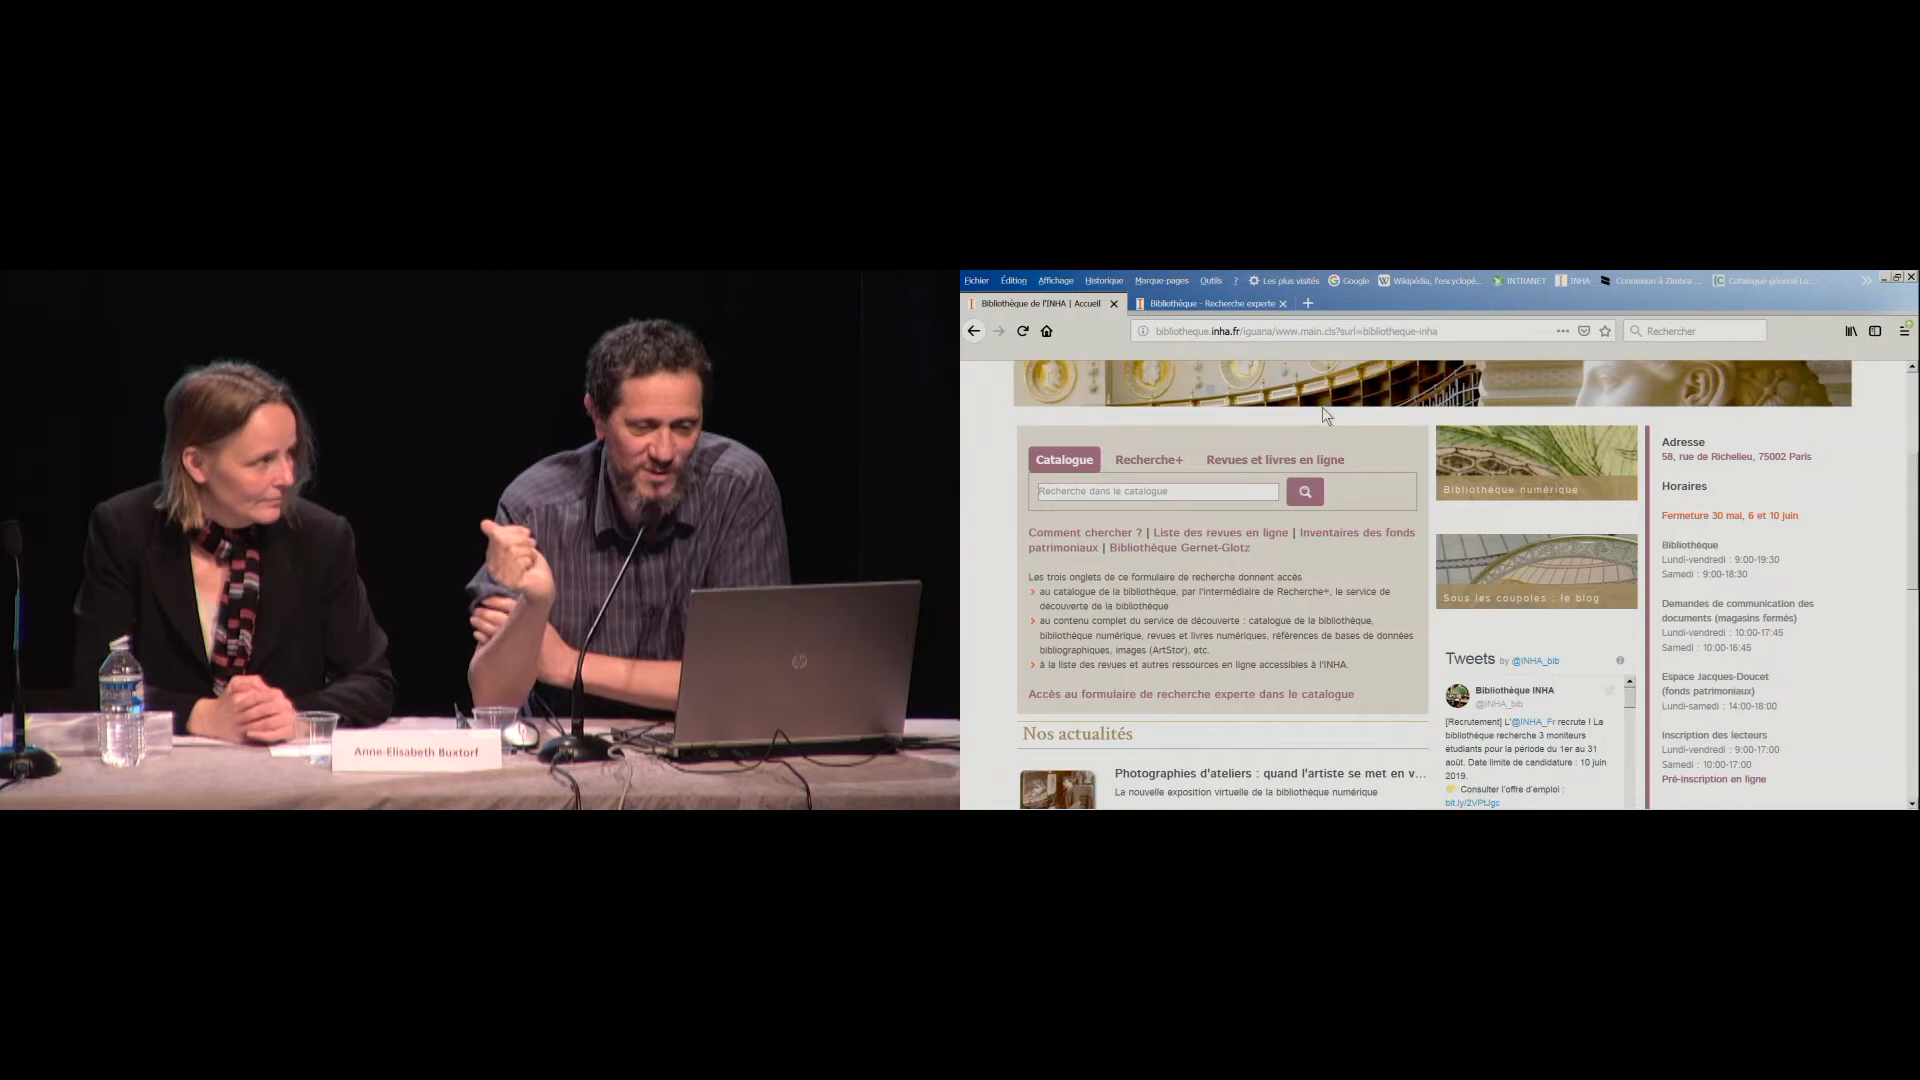 Anne-Elisabeth Buxtorf
hp
Fichier Édition Affichage Historique Marque-pages Outils ? Les plus visités Google Wikipédia, l'encyclopé... INTRANET INHA Connexion à Zimbra ... Catalogue général La...
Bibliothèque de l'INHA | Accueil Bibliothèque - Recherche experte
bibliotheque.inha.fr/iguana/www.main.cls?surl=bibliotheque-inha Rechercher
Catalogue Recherche+ Revues et livres en ligne
Recherche dans le catalogue
Comment chercher ? | Liste des revues en ligne | Inventaires des fonds
patrimoniaux | Bibliothèque Gernet-Glotz
Les trois onglets de ce formulaire de recherche donnent accès
au catalogue de la bibliothèque, par l'intermédiaire de Recherche+, le service de
découverte de la bibliothèque
au contenu complet du service de découverte : catalogue de la bibliothèque,
bibliothèque numérique, revues et livres numériques, références de bases de données
bibliographiques, images (ArtStor), etc.
à la liste des revues et autres ressources en ligne accessibles à l'INHA.
Accès au formulaire de recherche experte dans le catalogue
Nos actualités
Photographies d'ateliers : quand l'artiste se met en v...
La nouvelle exposition virtuelle de la bibliothèque numérique
Bibliothèque numérique
Sous les coupoles : le blog
Tweets by @INHA_bib
Bibliothèque INHA
@INHA_bib
[Recrutement] L'@INHA_Fr recrute ! La
bibliothèque recherche 3 moniteurs
étudiants pour la période du 1er au 31
août. Date limite de candidature : 10 juin
2019.
Consulter l'offre d'emploi :
bit.ly/2VPtJgc
Adresse
58, rue de Richelieu, 75002 Paris
Horaires
Fermeture 30 mai, 6 et 10 juin
Bibliothèque
Lundi-vendredi : 9:00-19:30
Samedi : 9:00-18:30
Demandes de communication des
documents (magasins fermés)
Lundi-vendredi : 10:00-17:45
Samedi : 10:00-16:45
Espace Jacques-Doucet
(fonds patrimoniaux)
Lundi-samedi : 14:00-18:00
Inscription des lecteurs
Lundi-vendredi : 9:00-17:00
Samedi : 10:00-17:00
Pré-inscription en ligne